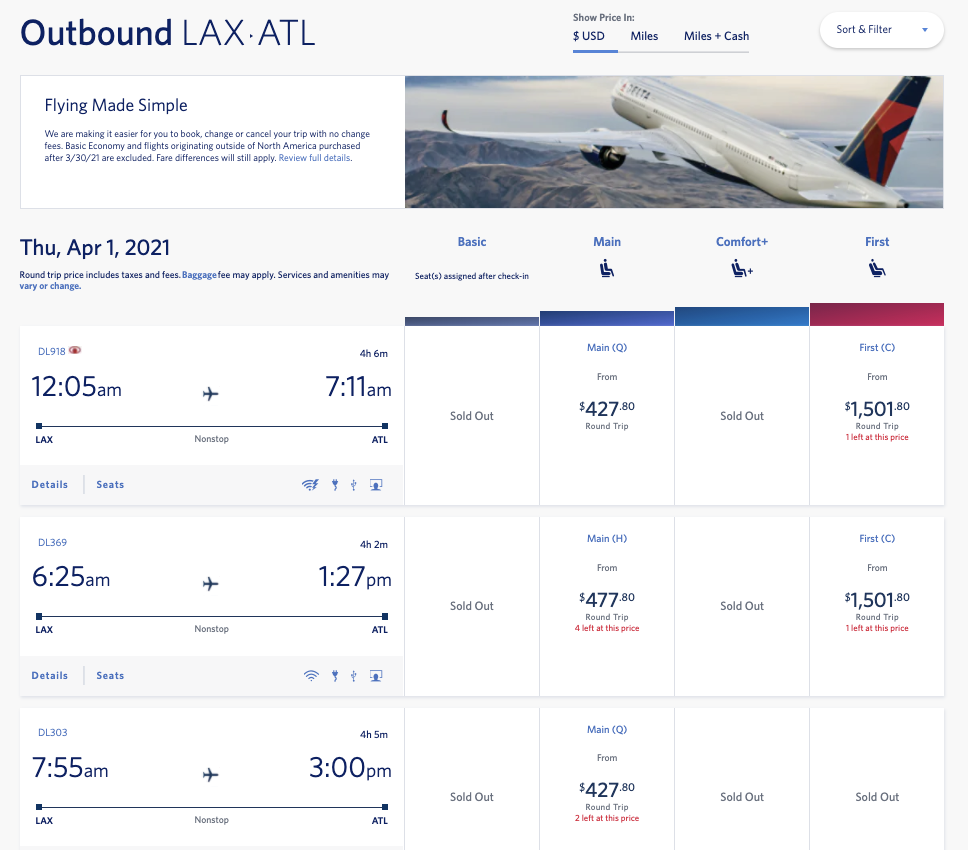 Outbound LAX·ATL
Show Price In:
$ USD Miles Miles + Cash
Sort & Filter
Flying Made Simple
We are making it easier for you to book, change or cancel your trip with no change
fees. Basic Economy and flights originating outside of North America purchased
after 3/30/21 are excluded. Fare differences will still apply. Review full details.
DELTA
Thu, Apr 1, 2021
Round trip price includes taxes and fees. Baggage fee may apply. Services and amenities may
vary or change.
Basic Main Comfort+ First
Seat(s) assigned after check-in
DL918 4h 6m
12:05am 7:11am
LAX Nonstop ATL
Details Seats
Sold Out
Main (Q)
From
$427.80
Round Trip
Sold Out
First (C)
From
$1,501.80
Round Trip
1 left at this price
DL369 4h 2m
6:25am 1:27pm
LAX Nonstop ATL
Details Seats
Sold Out
Main (H)
From
$477.80
Round Trip
4 left at this price
Sold Out
First (C)
From
$1,501.80
Round Trip
1 left at this price
DL303 4h 5m
7:55am 3:00pm
LAX Nonstop ATL
Sold Out
Main (Q)
From
$427.80
Round Trip
2 left at this price
Sold Out
Sold Out